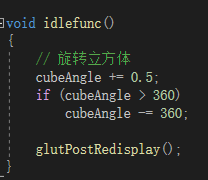 void idlefunc()
{
    // 旋转立方体
    cubeAngle += 0.5;
    if (cubeAngle > 360)
        cubeAngle -= 360;

    glutPostRedisplay();
}